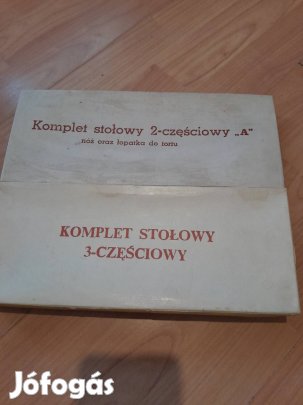 Komplet stołowy 2-częściowy „A"
nóż oraz łopatka do tortu
KOMPLET STOŁOWY
3-CZĘŚCIOWY
Jófogás